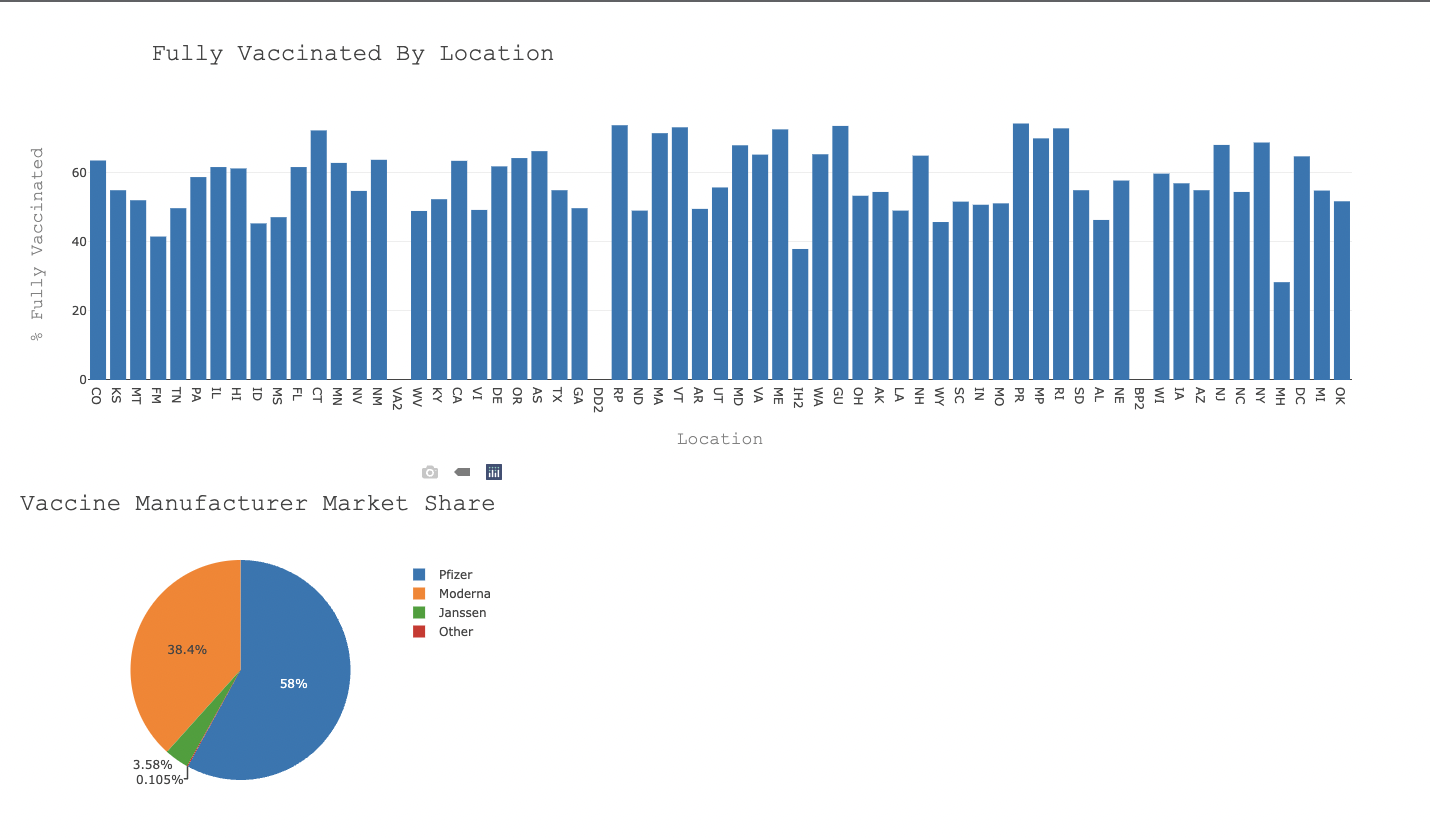 Fully Vaccinated By Location
% Fully Vaccinated
60
40
20
0
CO KS MT FM TN PA IL HI ID MS FL CT MN NV NM VA2 WV KY CA VI DE OR AS TX GA DD2 RP ND MA VT AR UT MD VA ME IH2 WA GU OH AK LA NH WY SC IN MO PR MP RI SD AL NE BP2 WI IA AZ NJ NC NY MH DC MI OK
Location
Vaccine Manufacturer Market Share
Pfizer
Moderna
Janssen
Other
38.4%
58%
3.58%
0.105%